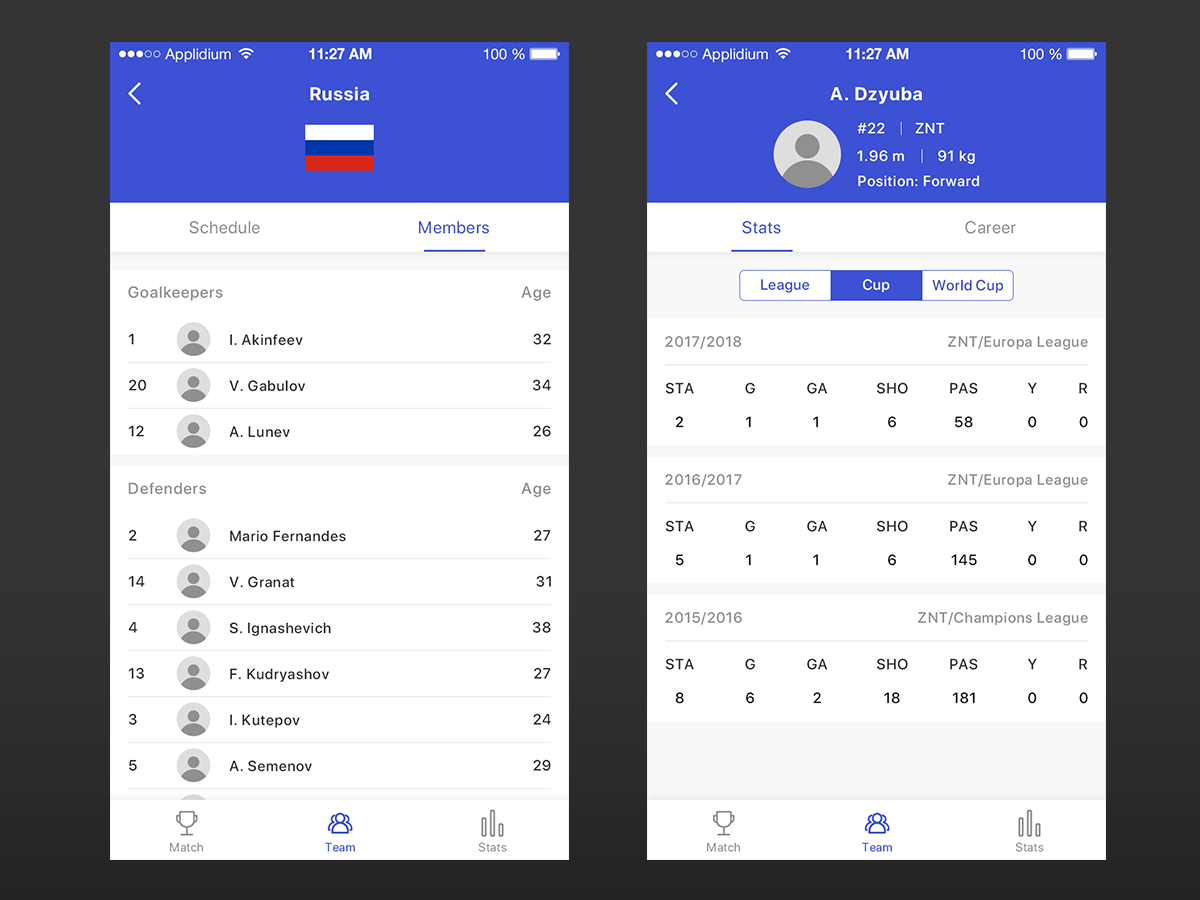 Applidium 11:27 AM 100 %
Russia
Schedule Members
Goalkeepers Age
1 I. Akinfeev 32
20 V. Gabulov 34
12 A. Lunev 26
Defenders Age
2 Mario Fernandes 27
14 V. Granat 31
4 S. Ignashevich 38
13 F. Kudryashov 27
3 I. Kutepov 24
5 A. Semenov 29
Match Team Stats
Applidium 11:27 AM 100 %
A. Dzyuba
#22 | ZNT
1.96 m | 91 kg
Position: Forward
Stats Career
League Cup World Cup
2017/2018 ZNT/Europa League
STA G GA SHO PAS Y R
2 1 1 6 58 0 0
2016/2017 ZNT/Europa League
STA G GA SHO PAS Y R
5 1 1 6 145 0 0
2015/2016 ZNT/Champions League
STA G GA SHO PAS Y R
8 6 2 18 181 0 0
Match Team Stats